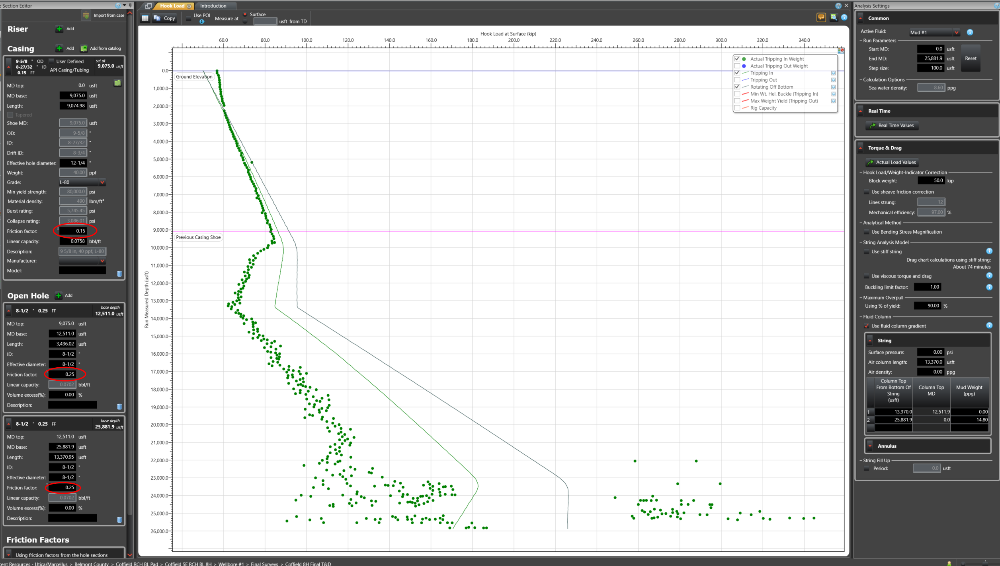 e Section Editor
Import from case
Riser
Add
Casing
Add
Add from catalog
9-5/8 " OD
User Defined
set at
8-27/32 " ID
API Casing/Tubing
9,075.0 usft
0.15 FF
MD top: 0.0 usft
MD base: 9,075.0 usft
Length: 9,074.98 usft
Tapered
Shoe MD: 9,075.0 usft
OD: 9-5/8 "
ID: 8-27/32 "
Drift ID: 8-3/4 "
Effective hole diameter: 12-1/4 "
Weight: 40.00 ppf
Grade: L-80
Min yield strength: 80,000.0 psi
Material density: 490 lbm/ft³
Burst rating: 5,745.45 psi
Collapse rating: 3,086.01 psi
Friction factor: 0.15
Linear capacity: 0.0758 bbl/ft
Description: 9 5/8 in, 40 ppf, L-80
Manufacturer:
Model:
Open Hole
Add
8-1/2 " 0.25 FF
base depth
12,511.0 usft
MD top: 9,075.0 usft
MD base: 12,511.0 usft
Length: 3,436.02 usft
ID: 8-1/2 "
Effective diameter: 8-1/2 "
Friction factor: 0.25
Linear capacity: 0.0702 bbl/ft
Volume excess(%): 0.00 %
Description:
8-1/2 " 0.25 FF
base depth
25,881.9 usft
MD top: 12,511.0 usft
MD base: 25,881.9 usft
Length: 13,370.95 usft
ID: 8-1/2 "
Effective diameter: 8-1/2 "
Friction factor: 0.25
Linear capacity: 0.0702 bbl/ft
Volume excess(%): 0.00 %
Description:
Friction Factors
Using friction factors from the hole sections
Hook Load
Introduction
Copy
Use POI
Measure at
Surface
usft from TD
Hook Load at Surface (kip)
60.0 80.0 100.0 120.0 140.0 160.0 180.0 200.0 220.0 240.0 260.0 280.0 300.0 320.0 340.0
Run Measured Depth (usft)
0.0
1,000.0
2,000.0
3,000.0
4,000.0
5,000.0
6,000.0
7,000.0
8,000.0
9,000.0
10,000.0
11,000.0
12,000.0
13,000.0
14,000.0
15,000.0
16,000.0
17,000.0
18,000.0
19,000.0
20,000.0
21,000.0
22,000.0
23,000.0
24,000.0
25,000.0
26,000.0
Ground Elevation
Previous Casing Shoe
Actual Tripping In Weight
Actual Tripping Out Weight
Tripping In
Tripping Out
Rotating Off Bottom
Min Wt. Hel. Buckle (Tripping In)
Max Weight Yield (Tripping Out)
Rig Capacity
Analysis Settings
Common
Active Fluid: Mud #1
Run Parameters
Start MD: 0.0 usft
End MD: 25,881.9 usft
Reset
Step size: 100.0 usft
Calculation Options
Sea water density: 8.60 ppg
Real Time
Real Time Values
Torque & Drag
Actual Load Values
Hook Load/Weight-Indicator Correction
Block weight: 50.0 kip
Use sheave friction correction
Lines strung: 12
Mechanical efficiency: 97.00 %
Analytical Method
Use Bending Stress Magnification
String Analysis Model
Use stiff string
Drag chart calculations using stiff string:
About 74 minutes
Use viscous torque and drag
Buckling limit factor: 1.00
Maximum Overpull
Using % of yield: 90.00 %
Fluid Column
Use fluid column gradient
String
Surface pressure: 0.00 psi
Air column length: 13,370.0 usft
Air density: 0.00 ppg
Column Top From Bottom Of String (usft)
Column Top MD
Mud Weight (ppg)
1 13,370.0 12,511.9 0.00
2 25,881.9 0.0 14.80
Annulus
String Fill Up
Period: 0.0 usft
cent Resources - Utica/Marcellus > Belmont County > Coffield RCH BL Pad > Coffield SE RCH BL 8H > Wellbore #1 > Final Surveys > Coffield 8H Final T&D